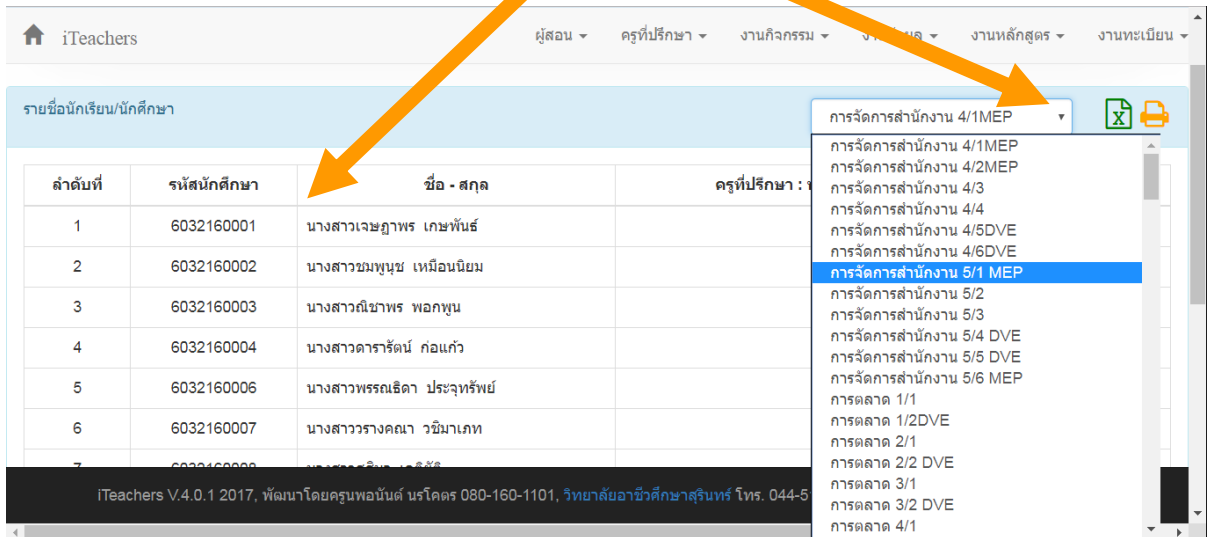 iTeachers ผู้สอน ครูที่ปรึกษา งานกิจกรรม งานหลักสูตร งานทะเบียน
รายชื่อนักเรียน/นักศึกษา
การจัดการสำนักงาน 4/1MEP
ลำดับที่ รหัสนักศึกษา ชื่อ - สกุล ครูที่ปรึกษา :
1 6032160001 นางสาวเจษฎาพร เกษพันธ์
2 6032160002 นางสาวชมพูนุช เหมือนนิยม
3 6032160003 นางสาวณิชาพร พอกพูน
4 6032160004 นางสาวดารารัตน์ ก่อแก้ว
5 6032160006 นางสาวพรรณธิดา ประจุทรัพย์
6 6032160007 นางสาววรางคณา วชิมาเภท
การจัดการสำนักงาน 4/1MEP
การจัดการสำนักงาน 4/2MEP
การจัดการสำนักงาน 4/3
การจัดการสำนักงาน 4/4
การจัดการสำนักงาน 4/5DVE
การจัดการสำนักงาน 4/6DVE
การจัดการสำนักงาน 5/1 MEP
การจัดการสำนักงาน 5/2
การจัดการสำนักงาน 5/3
การจัดการสำนักงาน 5/4 DVE
การจัดการสำนักงาน 5/5 DVE
การจัดการสำนักงาน 5/6 MEP
การตลาด 1/1
การตลาด 1/2DVE
การตลาด 2/1
การตลาด 2/2 DVE
การตลาด 3/1
การตลาด 3/2 DVE
การตลาด 4/1
iTeachers V.4.0.1 2017, พัฒนาโดยครูนพอนันต์ นรโคตร 080-160-1101, วิทยาลัยอาชีวศึกษาสุรินทร์ โทร. 044-5